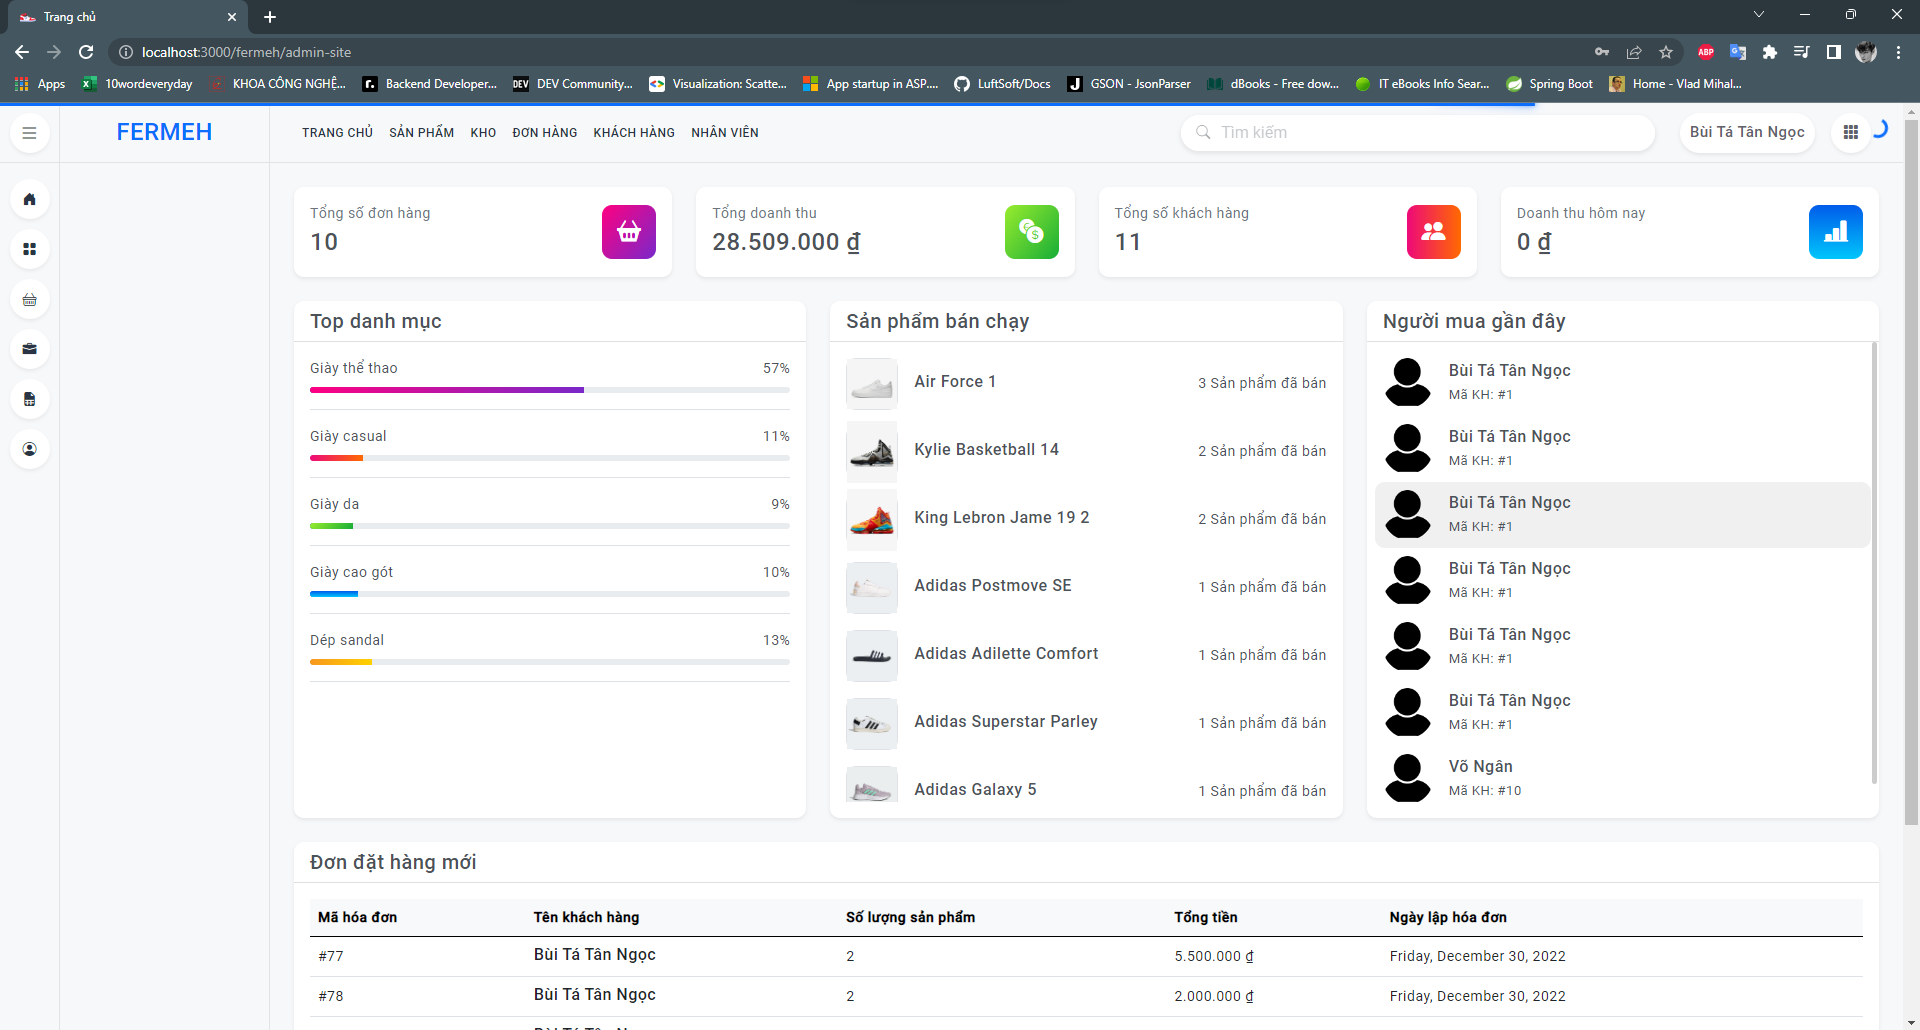 Trang chủ
localhost:3000/fermeh/admin-site
ABP
Apps
10wordeveryday
KHOA CÔNG NGHỆ...
Backend Developer...
DEV
DEV Community...
Visualization: Scatte...
App startup in ASP....
LuftSoft/Docs
J
GSON - JsonParser
dBooks - Free dow...
IT eBooks Info Sear...
Spring Boot
Home - Vlad Mihal...
FERMEH
TRANG CHỦ
SẢN PHẨM
KHO
ĐƠN HÀNG
KHÁCH HÀNG
NHÂN VIÊN
Tìm kiếm
Bùi Tá Tân Ngọc
Tổng số đơn hàng
10
Tổng doanh thu
28.509.000 ₫
Tổng số khách hàng
11
Doanh thu hôm nay
0 ₫
Top danh mục
Giày thể thao 57%
Giày casual 11%
Giày da 9%
Giày cao gót 10%
Dép sandal 13%
Sản phẩm bán chạy
Air Force 1 3 Sản phẩm đã bán
Kylie Basketball 14 2 Sản phẩm đã bán
King Lebron Jame 19 2 2 Sản phẩm đã bán
Adidas Postmove SE 1 Sản phẩm đã bán
Adidas Adilette Comfort 1 Sản phẩm đã bán
Adidas Superstar Parley 1 Sản phẩm đã bán
Adidas Galaxy 5 1 Sản phẩm đã bán
Người mua gần đây
Bùi Tá Tân Ngọc
Mã KH: #1
Bùi Tá Tân Ngọc
Mã KH: #1
Bùi Tá Tân Ngọc
Mã KH: #1
Bùi Tá Tân Ngọc
Mã KH: #1
Bùi Tá Tân Ngọc
Mã KH: #1
Bùi Tá Tân Ngọc
Mã KH: #1
Võ Ngân
Mã KH: #10
Đơn đặt hàng mới
Mã hóa đơn Tên khách hàng Số lượng sản phẩm Tổng tiền Ngày lập hóa đơn
#77 Bùi Tá Tân Ngọc 2 5.500.000 ₫ Friday, December 30, 2022
#78 Bùi Tá Tân Ngọc 2 2.000.000 ₫ Friday, December 30, 2022